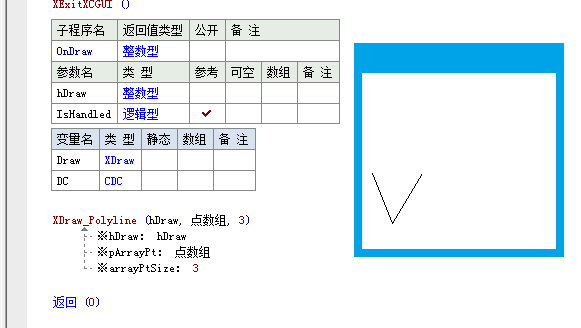 XExitXCGUI ()
子程序名 返回值类型 公开 备 注
OnDraw 整数型
参数名 类 型 参考 可空 数组 备 注
hDraw 整数型
IsHandled 逻辑型 ✔
变量名 类 型 静态 数组 备 注
Draw XDraw
DC CDC
XDraw_Polyline (hDraw, 点数组, 3)
※hDraw: hDraw
※pArrayPt: 点数组
※arrayPtSize: 3
返回 (0)